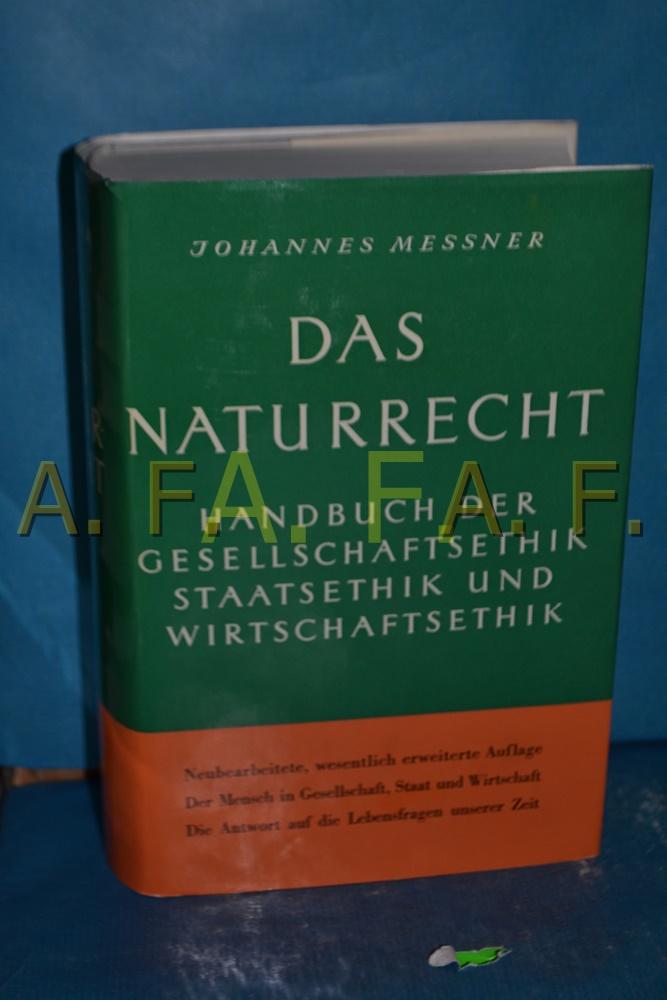 JOHANNES MESSNER
DAS
NATURRECHT
HANDBUCH DER
GESELLSCHAFTSETHIK
STAATSETHIK UND
WIRTSCHAFTSETHIK
A. F. A. F. A. F.
Neubearbeitete, wesentlich erweiterte Auflage
Der Mensch in Gesellschaft, Staat und Wirtschaft
Die Antwort auf die Lebensfragen unserer Zeit